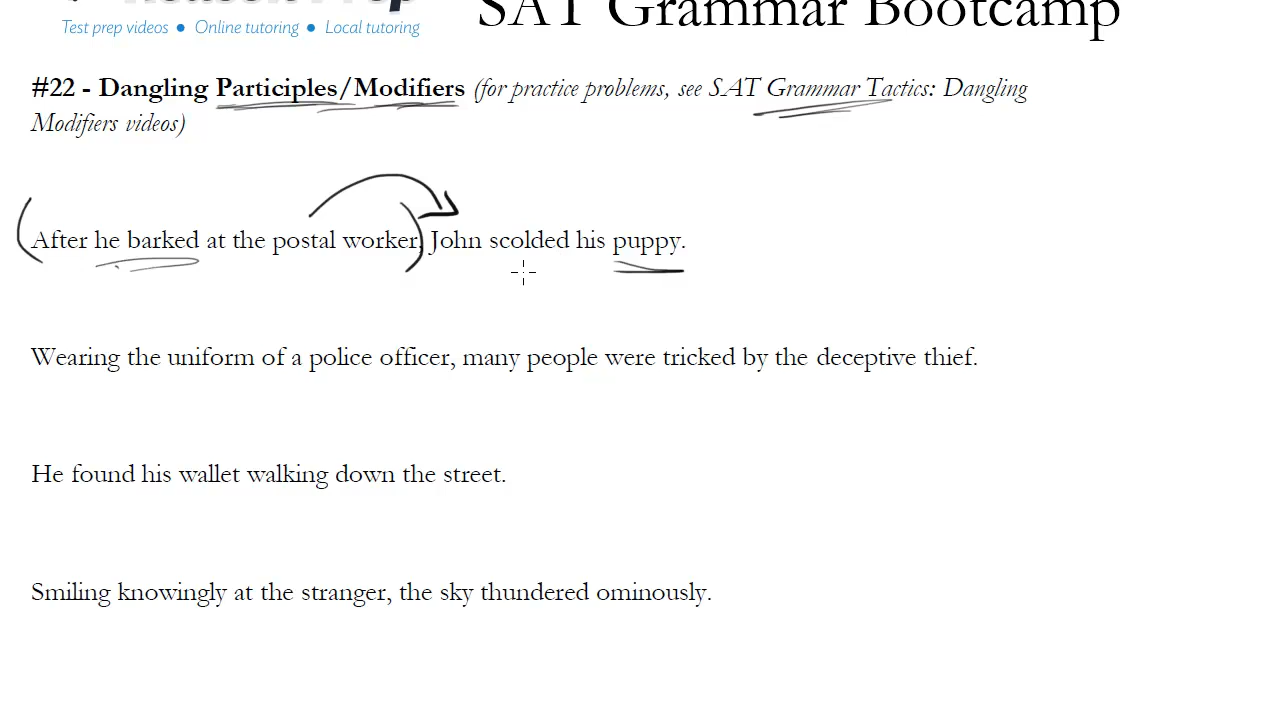 SAT Grammar Bootcamp
Test prep videos ● Online tutoring ● Local tutoring
#22 - Dangling Participles/Modifiers (for practice problems, see SAT Grammar Tactics: Dangling
Modifiers videos)
After he barked at the postal worker, John scolded his puppy.
Wearing the uniform of a police officer, many people were tricked by the deceptive thief.
He found his wallet walking down the street.
Smiling knowingly at the stranger, the sky thundered ominously.